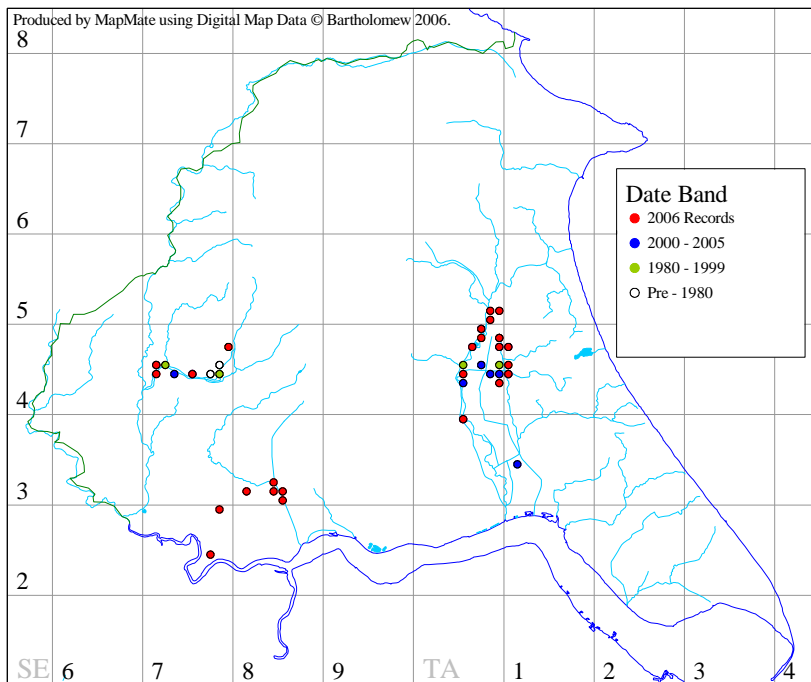 Produced by MapMate using Digital Map Data © Bartholomew 2006.
8
7
6
5
4
3
2
Date Band
2006 Records
2000 - 2005
1980 - 1999
Pre - 1980
SE 6 7 8 9 TA 1 2 3 4